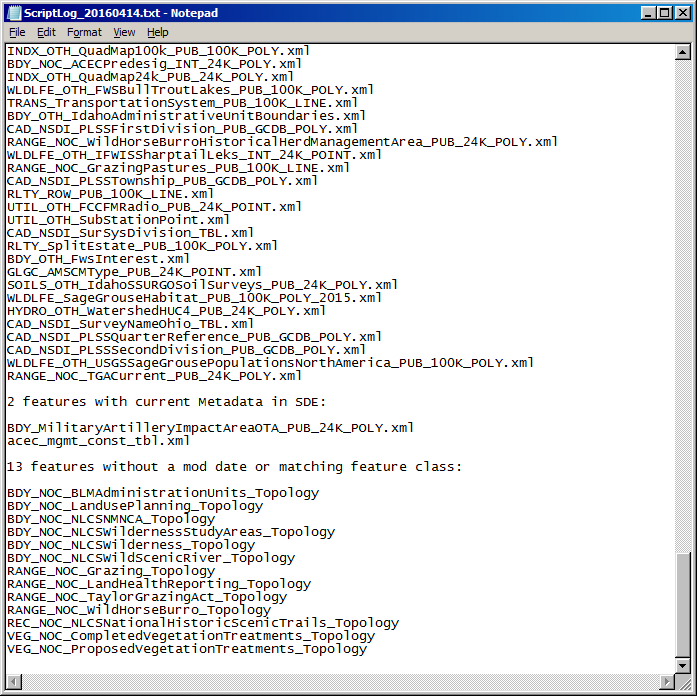 ScriptLog_20160414.txt - Notepad
File Edit Format View Help
INDX_OTH_QuadMap100k_PUB_100K_POLY.xml
BDY_NOC_ACECPredesig_INT_24K_POLY.xml
INDX_OTH_QuadMap24k_PUB_24K_POLY.xml
WLDLFE_OTH_FWSBullTroutLakes_PUB_100K_POLY.xml
TRANS_TransportationSystem_PUB_100K_LINE.xml
BDY_OTH_IdahoAdministrativeUnitBoundaries.xml
CAD_NSDI_PLSSFirstDivision_PUB_GCDB_POLY.xml
RANGE_NOC_WildHorseBurroHistoricalHerdManagementArea_PUB_24K_POLY.xml
WLDLFE_OTH_IFWISSharptailLeks_INT_24K_POINT.xml
RANGE_NOC_GrazingPastures_PUB_100K_LINE.xml
CAD_NSDI_PLSSTownship_PUB_GCDB_POLY.xml
RLTY_ROW_PUB_100K_LINE.xml
UTIL_OTH_FCCFMRadio_PUB_24K_POINT.xml
UTIL_OTH_SubStationPoint.xml
CAD_NSDI_SurSysDivision_TBL.xml
RLTY_SplitEstate_PUB_100K_POLY.xml
BDY_OTH_FwsInterest.xml
GLGC_AMSCMType_PUB_24K_POINT.xml
SOILS_OTH_IdahoSSURGOSoilSurveys_PUB_24K_POLY.xml
WLDLFE_SageGrouseHabitat_PUB_100K_POLY_2015.xml
HYDRO_OTH_WatershedHUC4_PUB_24K_POLY.xml
CAD_NSDI_SurveyNameOhio_TBL.xml
CAD_NSDI_PLSSQuarterReference_PUB_GCDB_POLY.xml
CAD_NSDI_PLSSSecondDivision_PUB_GCDB_POLY.xml
WLDLFE_OTH_USGSSageGrousePopulationsNorthAmerica_PUB_100K_POLY.xml
RANGE_NOC_TGACurrent_PUB_24K_POLY.xml
2 features with current Metadata in SDE:
BDY_MilitaryArtilleryImpactAreaOTA_PUB_24K_POLY.xml
acec_mgmt_const_tbl.xml
13 features without a mod date or matching feature class:
BDY_NOC_BLMAdministrationUnits_Topology
BDY_NOC_LandUsePlanning_Topology
BDY_NOC_NLCSNMNCA_Topology
BDY_NOC_NLCSWildernessStudyAreas_Topology
BDY_NOC_NLCSWilderness_Topology
BDY_NOC_NLCSWildScenicRiver_Topology
RANGE_NOC_Grazing_Topology
RANGE_NOC_LandHealthReporting_Topology
RANGE_NOC_TaylorGrazingAct_Topology
RANGE_NOC_WildHorseBurro_Topology
REC_NOC_NLCSNationalHistoricScenicTrails_Topology
VEG_NOC_CompletedVegetationTreatments_Topology
VEG_NOC_ProposedVegetationTreatments_Topology